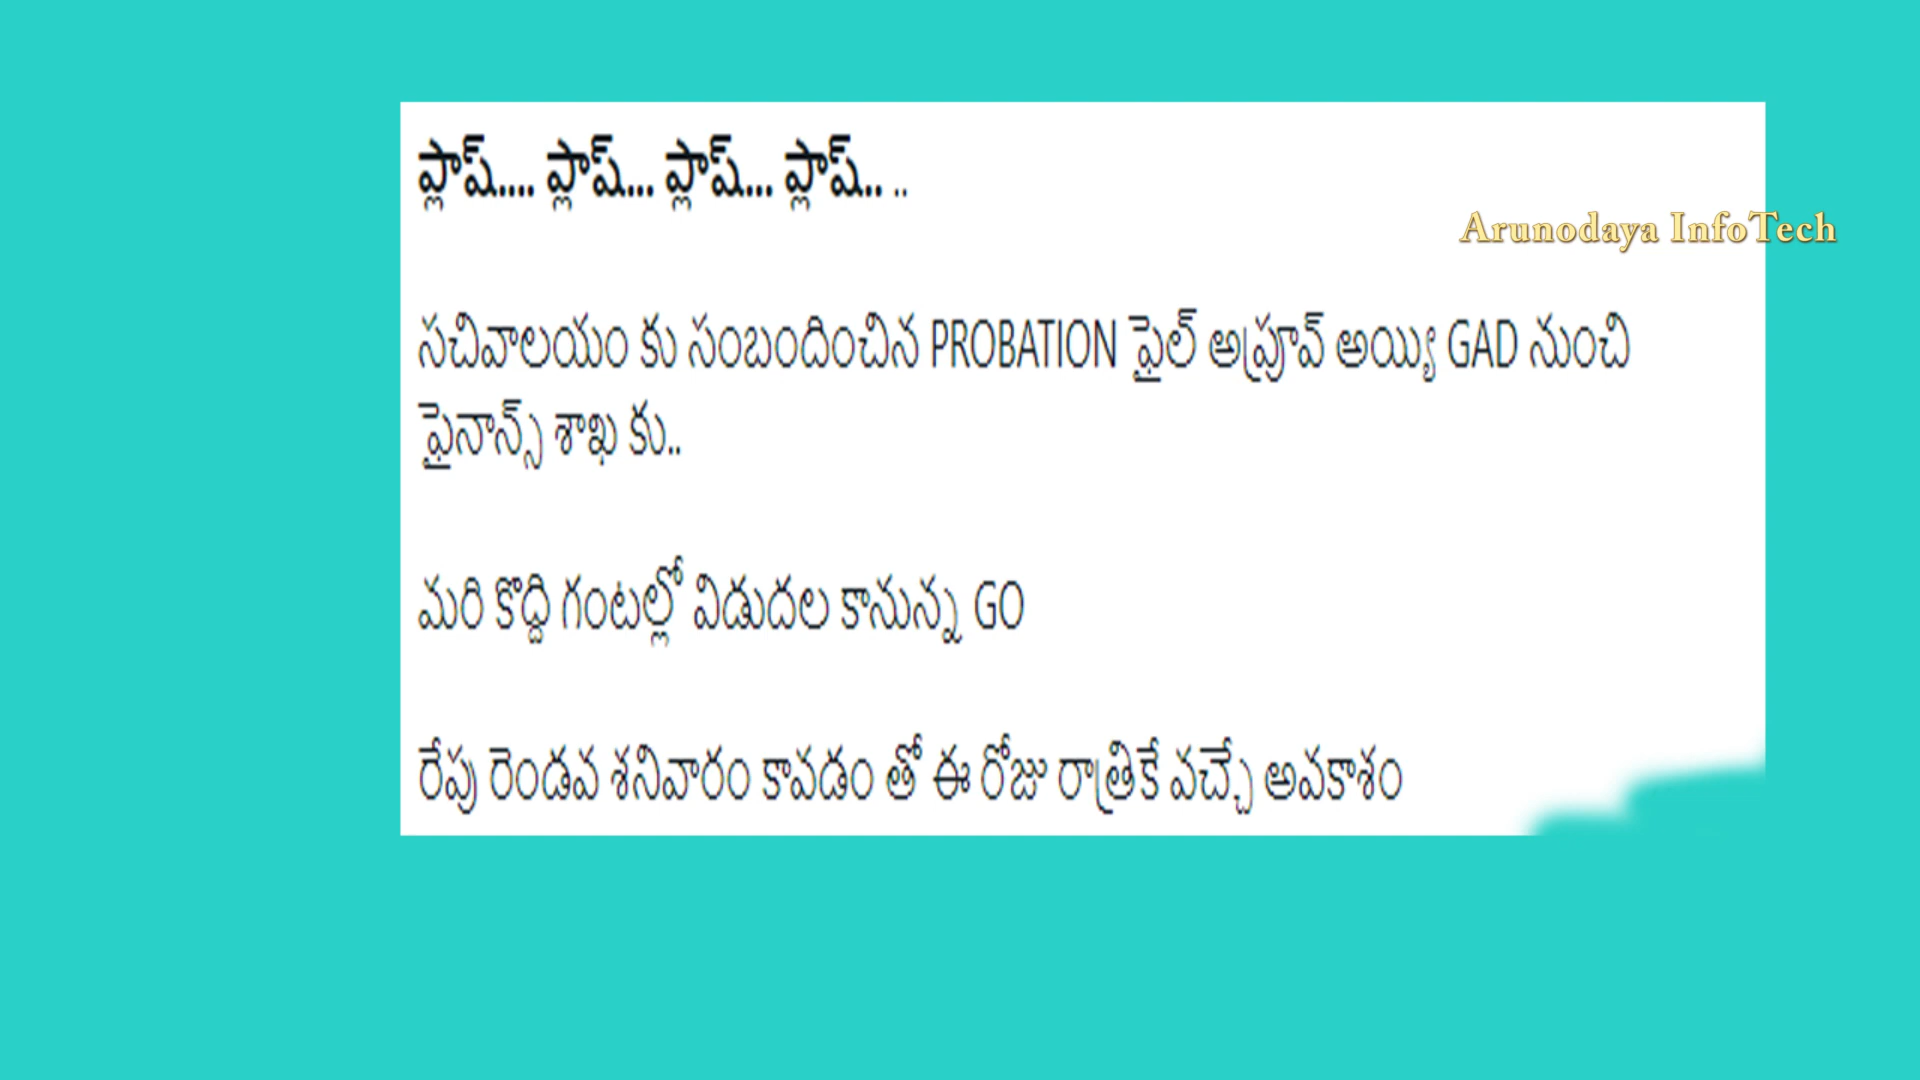 ప్లాష్.... ప్లాష్... ప్లాష్... ప్లాష్.. ..
Arunodaya InfoTech
సచివాలయం కు సంబందించిన PROBATION ఫైల్ అప్రూవ్ అయ్యి GAD నుంచి
ఫైనాన్స్ శాఖ కు..
మరి కొద్ది గంటల్లో విడుదల కానున్న GO
రేపు రెండవ శనివారం కావడం తో ఈ రోజు రాత్రికే వచ్చే అవకాశం